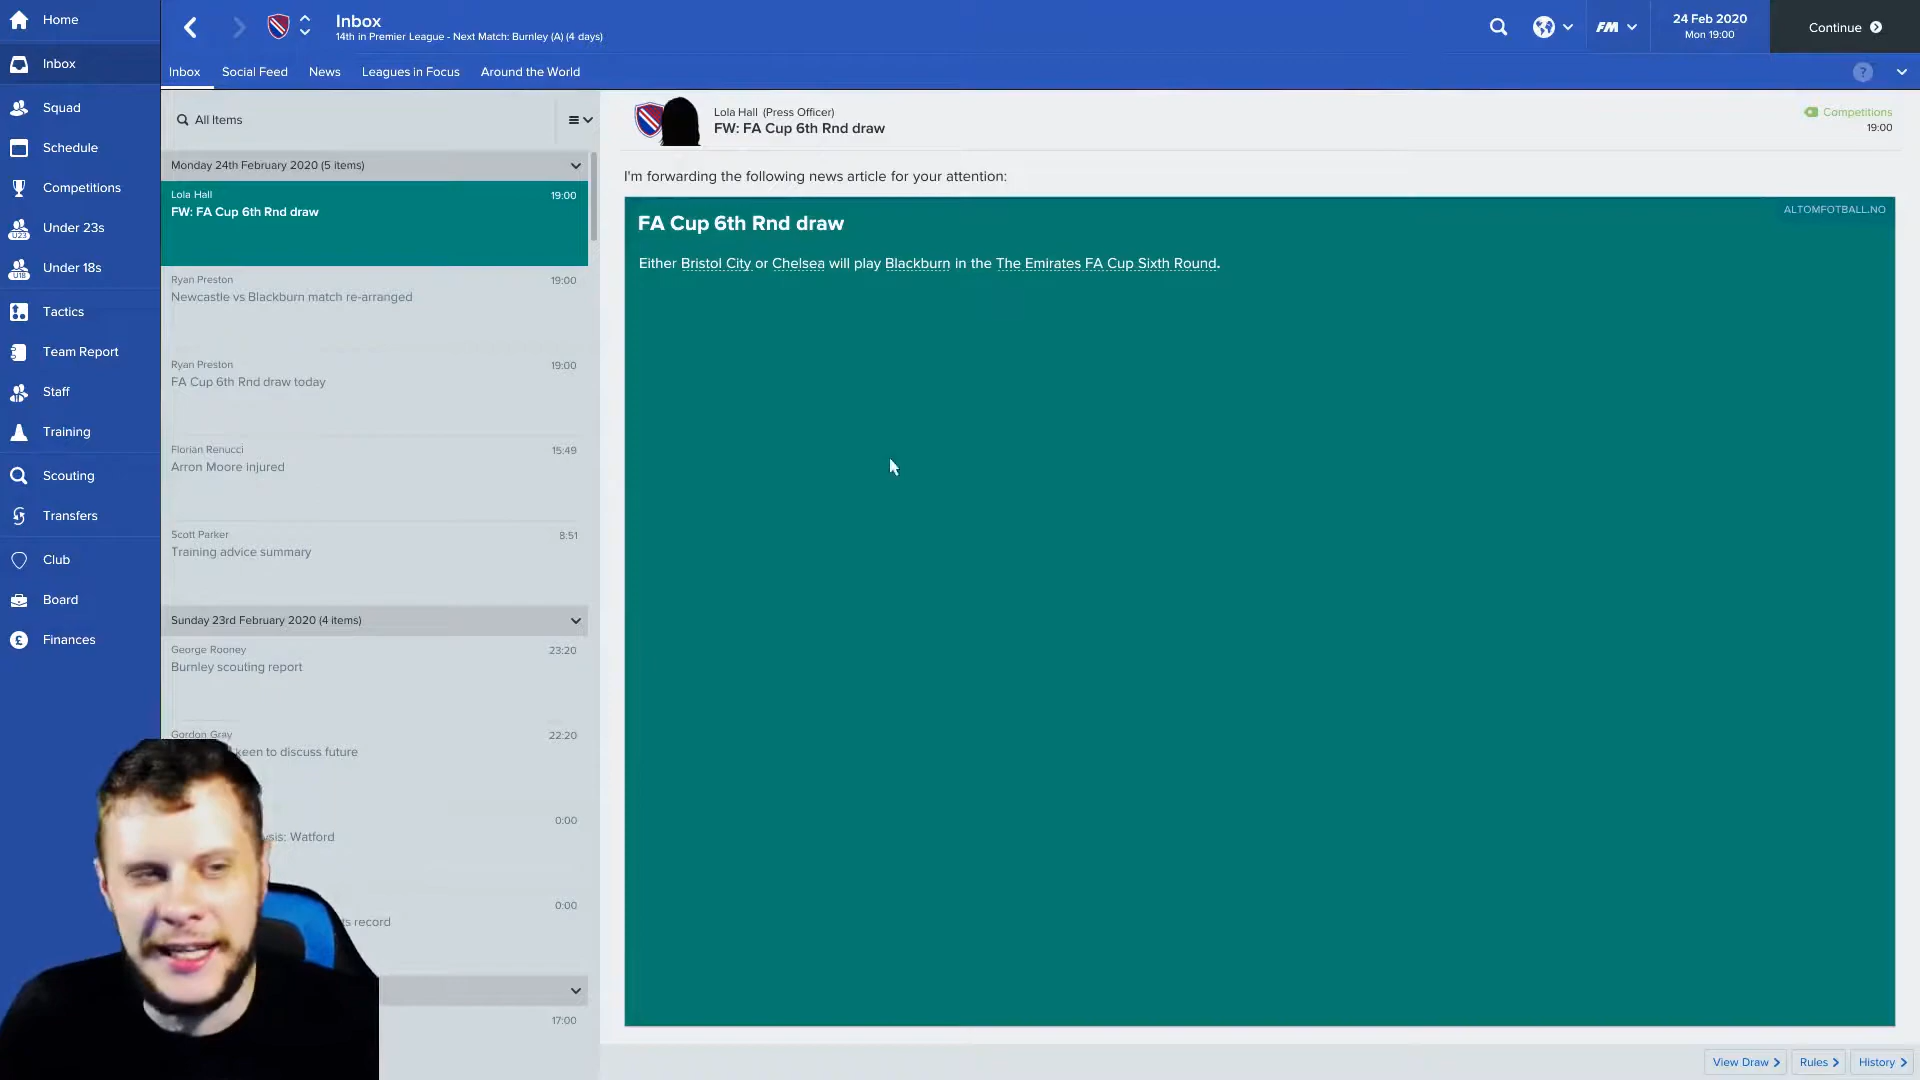 Home
Inbox
Squad
Schedule
Competitions
Under 23s
Under 18s
Tactics
Team Report
Staff
Training
Scouting
Transfers
Club
Board
Finances
Inbox
14th in Premier League - Next Match: Burnley (A) (4 days)
FM
24 Feb 2020
Mon 19:00
Continue
Inbox Social Feed News Leagues in Focus Around the World
?
All Items
Monday 24th February 2020 (5 items)
Lola Hall 19:00
FW: FA Cup 6th Rnd draw
Ryan Preston 19:00
Newcastle vs Blackburn match re-arranged
Ryan Preston 19:00
FA Cup 6th Rnd draw today
Florian Renucci 15:49
Arron Moore injured
Scott Parker 8:51
Training advice summary
Sunday 23rd February 2020 (4 items)
George Rooney 23:20
Burnley scouting report
Gordon Gray 22:20
keen to discuss future
0:00
ysis: Watford
0:00
ts record
17:00
Lola Hall (Press Officer)
FW: FA Cup 6th Rnd draw
Competitions
19:00
I'm forwarding the following news article for your attention:
FA Cup 6th Rnd draw
ALTOMFOTBALL.NO
Either Bristol City or Chelsea will play Blackburn in the The Emirates FA Cup Sixth Round.
View Draw Rules History